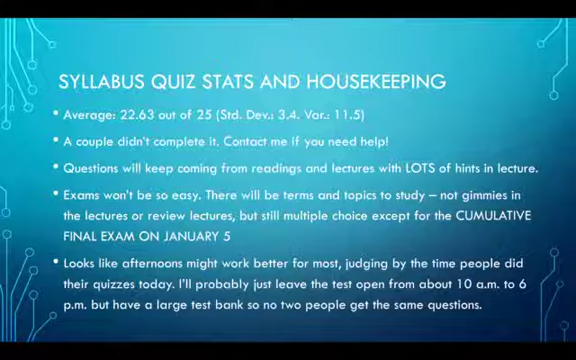 SYLLABUS QUIZ STATS AND HOUSEKEEPING
• Average: 22.63 out of 25 (Std. Dev.: 3.4. Var.: 11.5)
• A couple didn't complete it. Contact me if you need help!
• Questions will keep coming from readings and lectures with LOTS of hints in lecture.
• Exams won't be so easy. There will be terms and topics to study – not gimmies in
the lectures or review lectures, but still multiple choice except for the CUMULATIVE
FINAL EXAM ON JANUARY 5
• Looks like afternoons might work better for most, judging by the time people did
their quizzes today. I'll probably just leave the test open from about 10 a.m. to 6
p.m. but have a large test bank so no two people get the same questions.